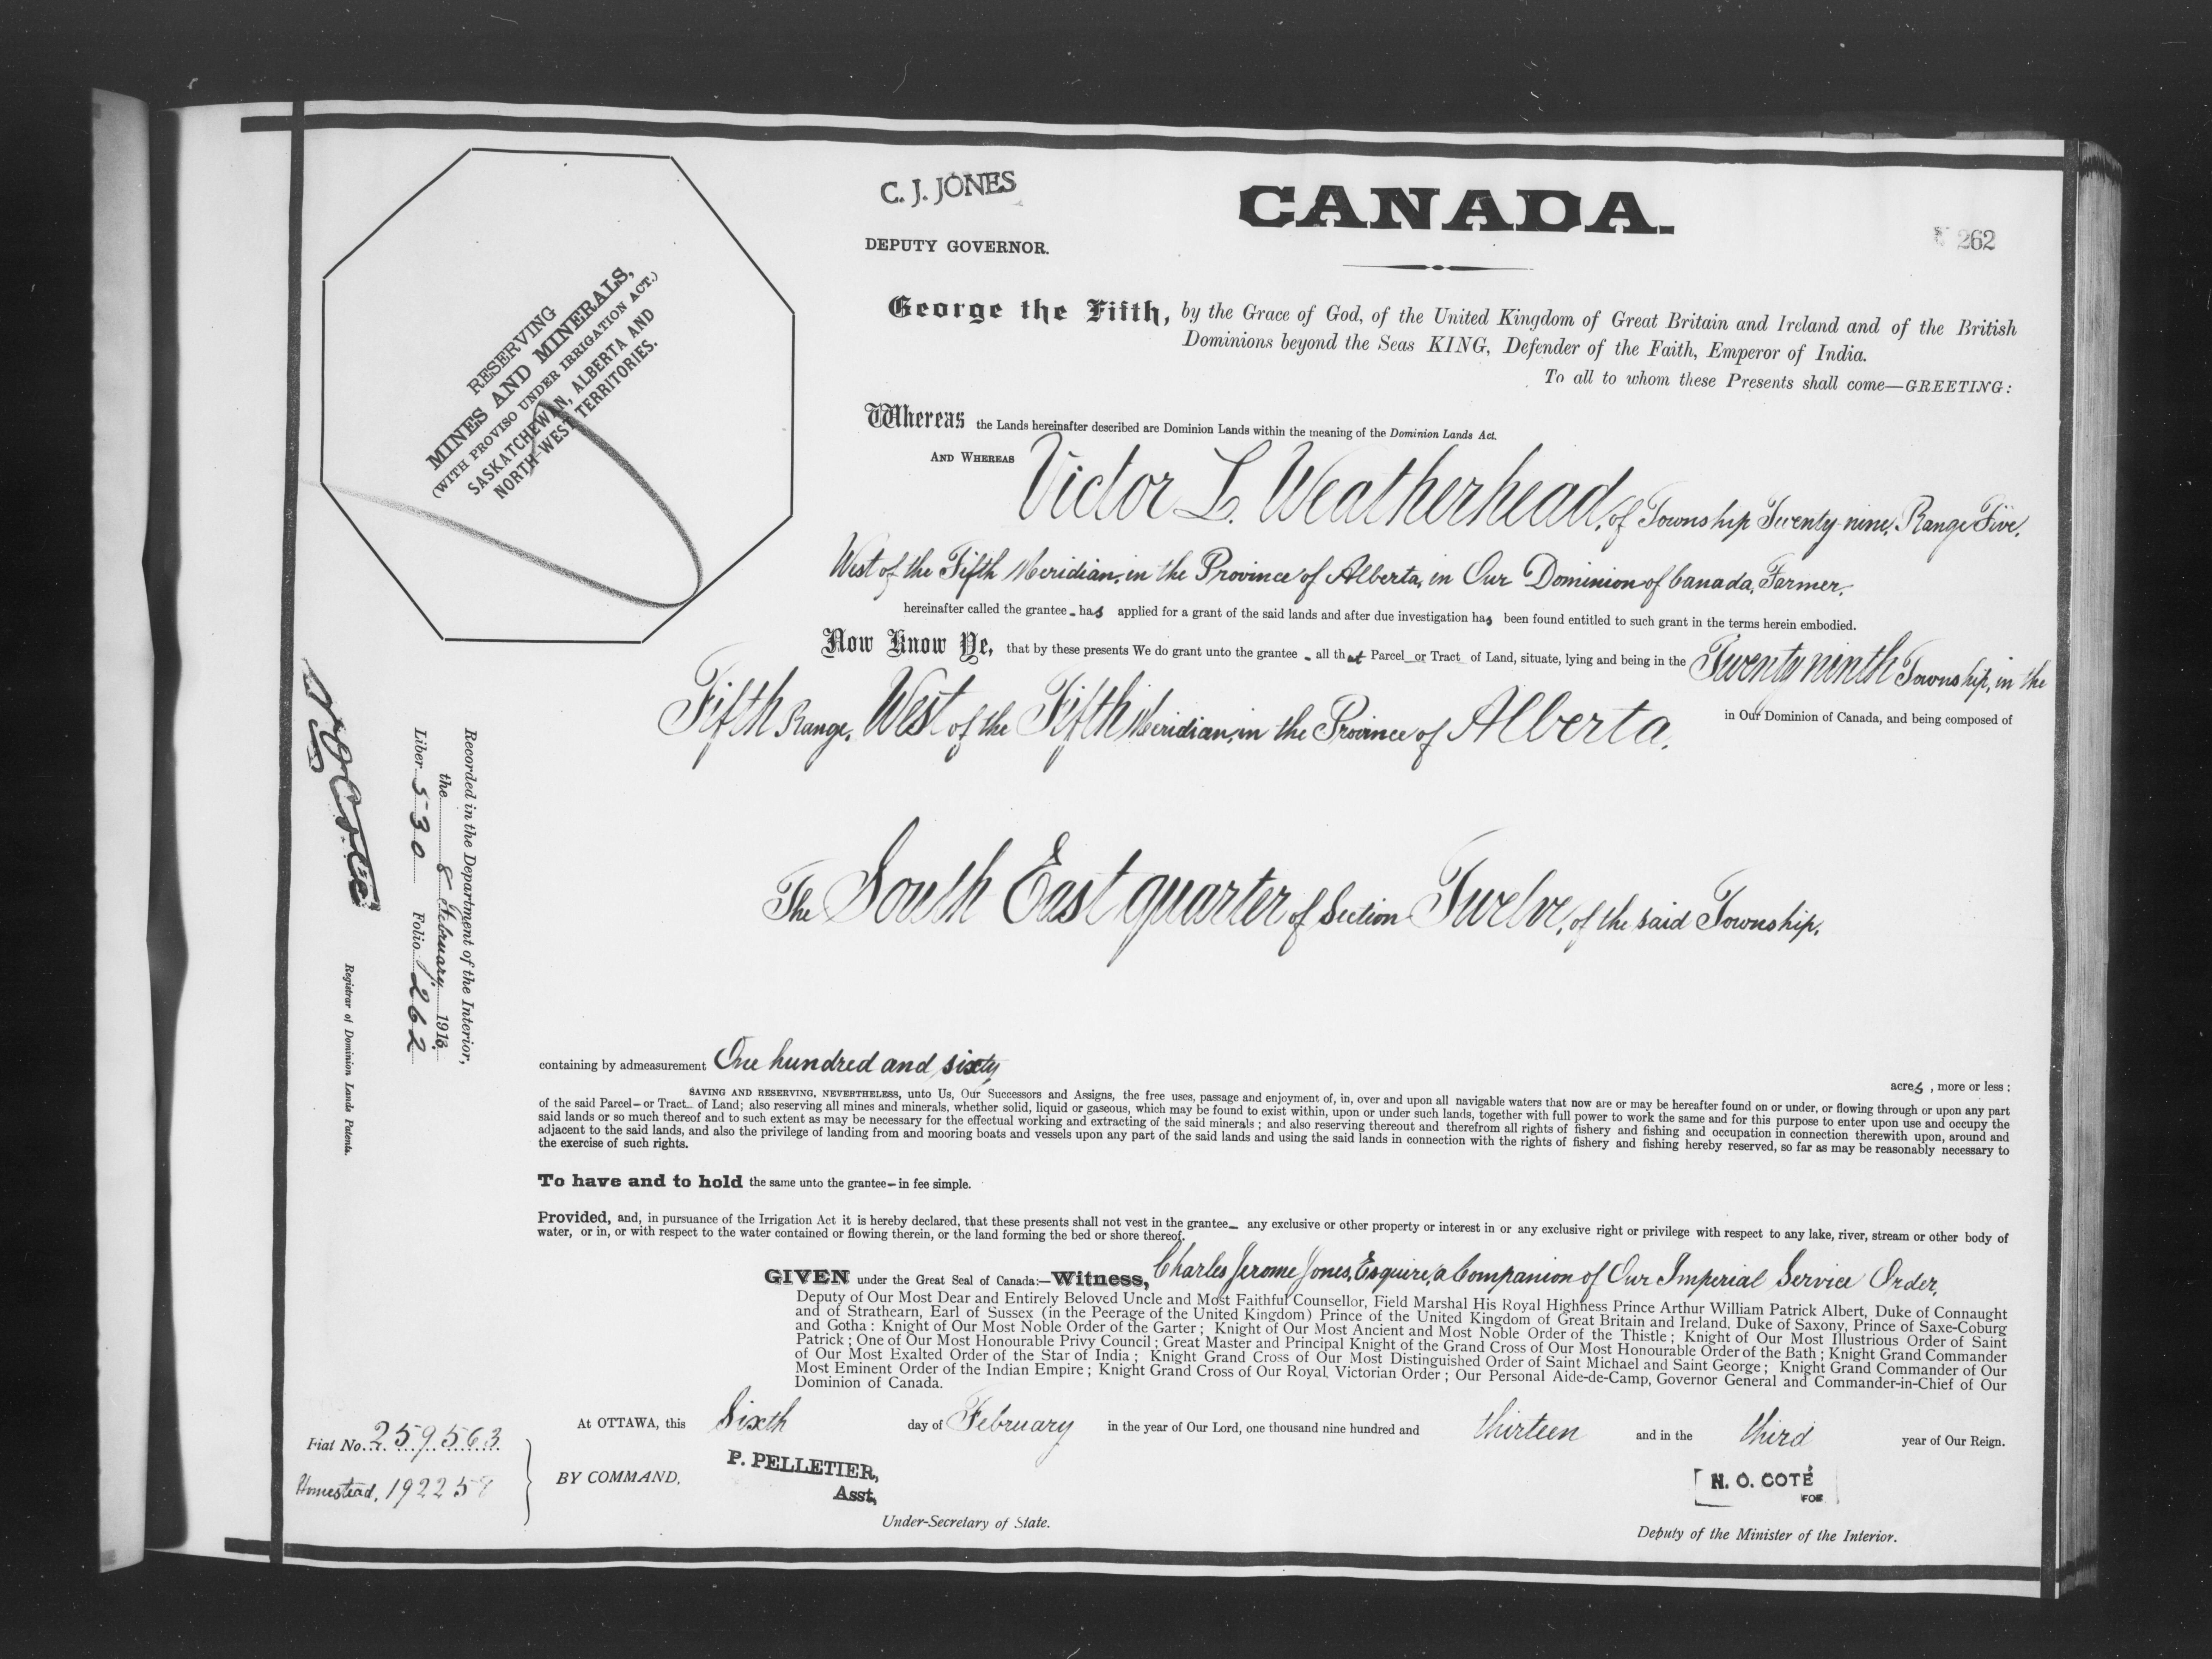 C. J. JONES
DEPUTY GOVERNOR.
CANADA.
262
RESERVING
MINES AND MINERALS,
(WITH PROVISO UNDER IRRIGATION ACT.)
SASKATCHEWAN, ALBERTA AND
NORTH-WEST TERRITORIES.
George the Fifth, by the Grace of God, of the United Kingdom of Great Britain and Ireland and of the British
Dominions beyond the Seas KING, Defender of the Faith, Emperor of India.
To all to whom these Presents shall come—GREETING:
Whereas the Lands hereinafter described are Dominion Lands within the meaning of the Dominion Lands Act.
AND WHEREAS Victor L. Weatherhead, of Township Twenty-nine, Range Five,
West of the Fifth Meridian, in the Province of Alberta, in Our Dominion of Canada, Farmer,
hereinafter called the grantee - has applied for a grant of the said lands and after due investigation has been found entitled to such grant in the terms herein embodied.
Now Know Ye, that by these presents We do grant unto the grantee - all that Parcel or Tract of Land, situate, lying and being in the Twenty ninth Township, in the
Fifth Range, West of the Fifth Meridian, in the Province of Alberta, in Our Dominion of Canada, and being composed of
The South East quarter of Section Twelve, of the said Township,
Recorded in the Department of the Interior,
the 8 February 1913.
Liber 530 Folio 262
N O Coté
Registrar of Dominion Lands Patents.
containing by admeasurement One hundred and sixty
acres, more or less:
SAVING AND RESERVING, NEVERTHELESS, unto Us, Our Successors and Assigns, the free uses, passage and enjoyment of, in, over and upon all navigable waters that now are or may be hereafter found on or under, or flowing through or upon any part
of the said Parcel—or Tract of Land; also reserving all mines and minerals, whether solid, liquid or gaseous, which may be found to exist within, upon or under such lands, together with full power to work the same and for this purpose to enter upon use and occupy the
said lands or so much thereof and to such extent as may be necessary for the effectual working and extracting of the said minerals; and also reserving thereout and therefrom all rights of fishery and fishing and occupation in connection therewith upon, around and
adjacent to the said lands, and also the privilege of landing from and mooring boats and vessels upon any part of the said lands and using the said lands in connection with the rights of fishery and fishing hereby reserved, so far as may be reasonably necessary to
the exercise of such rights.
To have and to hold the same unto the grantee—in fee simple.
Provided, and, in pursuance of the Irrigation Act it is hereby declared, that these presents shall not vest in the grantee— any exclusive or other property or interest in or any exclusive right or privilege with respect to any lake, river, stream or other body of
water, or in, or with respect to the water contained or flowing therein, or the land forming the bed or shore thereof.
GIVEN under the Great Seal of Canada:—Witness, Charles Jerome Jones, Esquire, a Companion of Our Imperial Service Order,
Deputy of Our Most Dear and Entirely Beloved Uncle and Most Faithful Counsellor, Field Marshal His Royal Highness Prince Arthur William Patrick Albert, Duke of Connaught
and of Strathearn, Earl of Sussex (in the Peerage of the United Kingdom) Prince of the United Kingdom of Great Britain and Ireland, Duke of Saxony, Prince of Saxe-Coburg
and Gotha: Knight of Our Most Noble Order of the Garter; Knight of Our Most Ancient and Most Noble Order of the Thistle; Knight of Our Most Illustrious Order of Saint
Patrick; One of Our Most Honourable Privy Council; Great Master and Principal Knight of the Grand Cross of Our Most Honourable Order of the Bath; Knight Grand Commander
of Our Most Exalted Order of the Star of India; Knight Grand Cross of Our Most Distinguished Order of Saint Michael and Saint George; Knight Grand Commander of Our
Most Eminent Order of the Indian Empire; Knight Grand Cross of Our Royal Victorian Order; Our Personal Aide-de-Camp, Governor General and Commander-in-Chief of Our
Dominion of Canada.
At OTTAWA, this Sixth day of February in the year of Our Lord, one thousand nine hundred and thirteen and in the third year of Our Reign.
Fiat No. 259563
Homestead,
BY COMMAND,
P. PELLETIER,
Asst,
Under-Secretary of State.
N. O. COTÉ
FOR
Deputy of the Minister of the Interior.